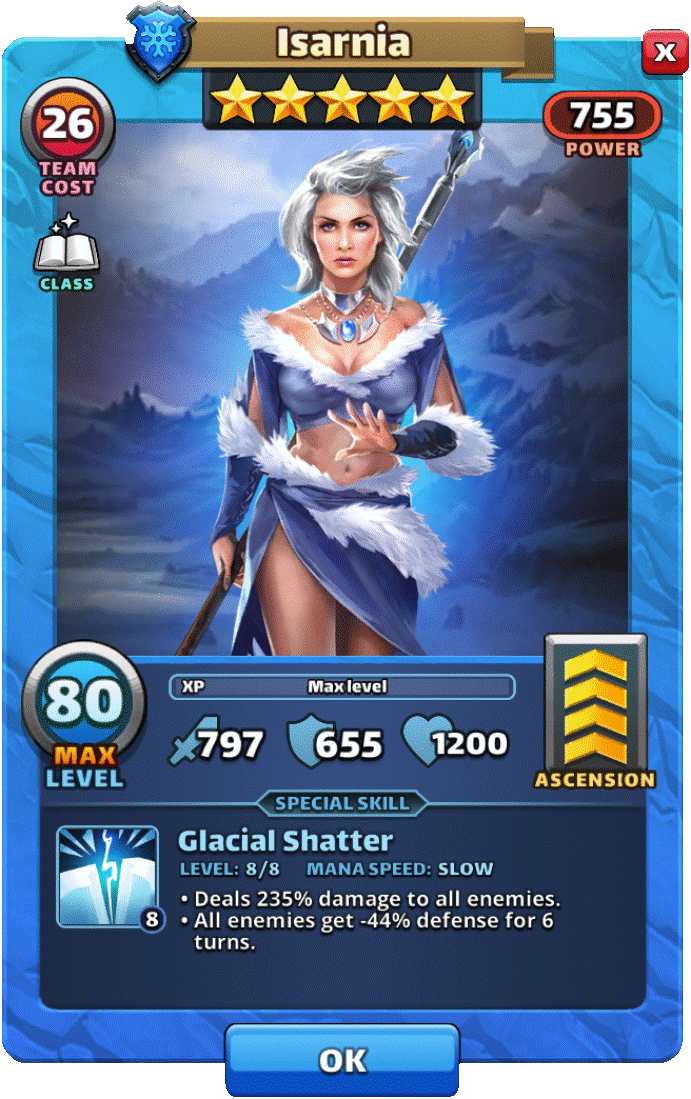 Isarnia
26
TEAM
COST
755
POWER
X
CLASS
80
MAX
LEVEL
XP Max level
797 655 1200
ASCENSION
SPECIAL SKILL
Glacial Shatter
LEVEL: 8/8 MANA SPEED: SLOW
8
• Deals 235% damage to all enemies.
• All enemies get -44% defense for 6
turns.
OK